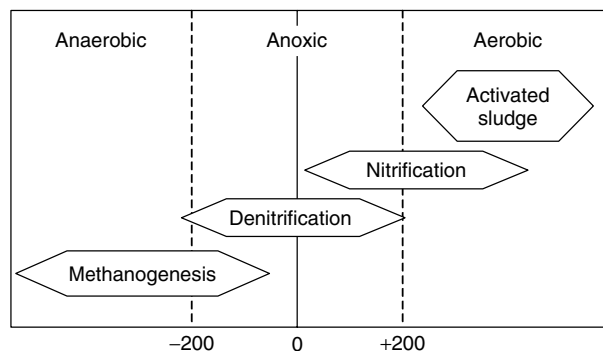 Anaerobic Anoxic Aerobic
Activated
sludge
Nitrification
Denitrification
Methanogenesis
−200 0 +200